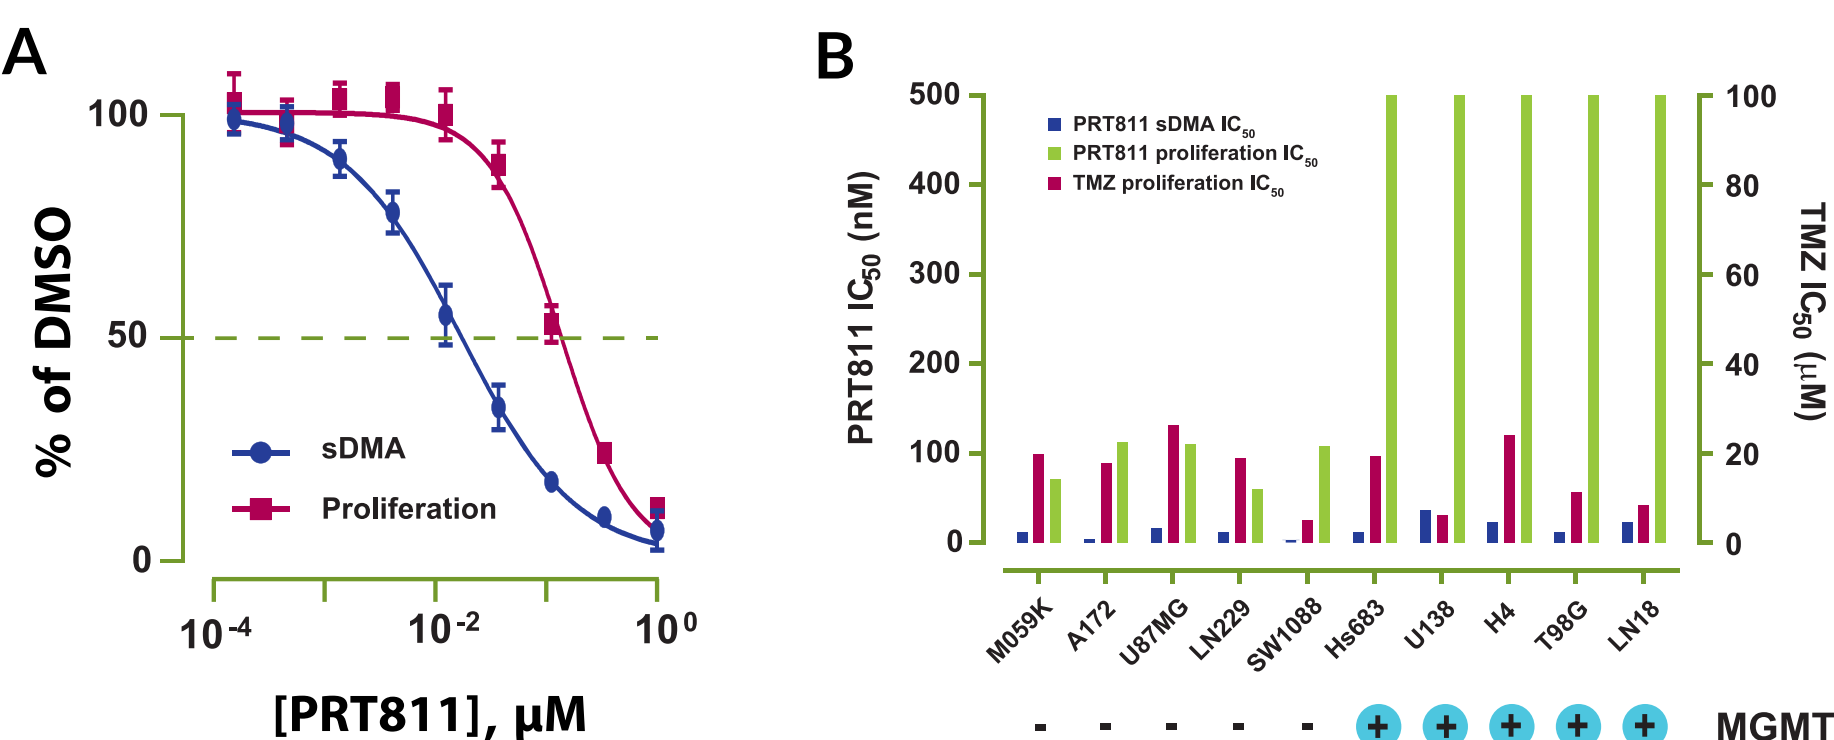 A
100
50
0
% of DMSO
sDMA
Proliferation
10-4
10-2
100
[PRT811], μM
B
500
400
300
200
100
0
PRT811 IC50 (nM)
PRT811 sDMA IC50
PRT811 proliferation IC50
TMZ proliferation IC50
100
80
60
40
20
0
TMZ IC50 (μM)
M059K
A172
U87MG
LN229
SW1088
Hs683
U138
H4
T98G
LN18
- - - - - + + + + + MGMT